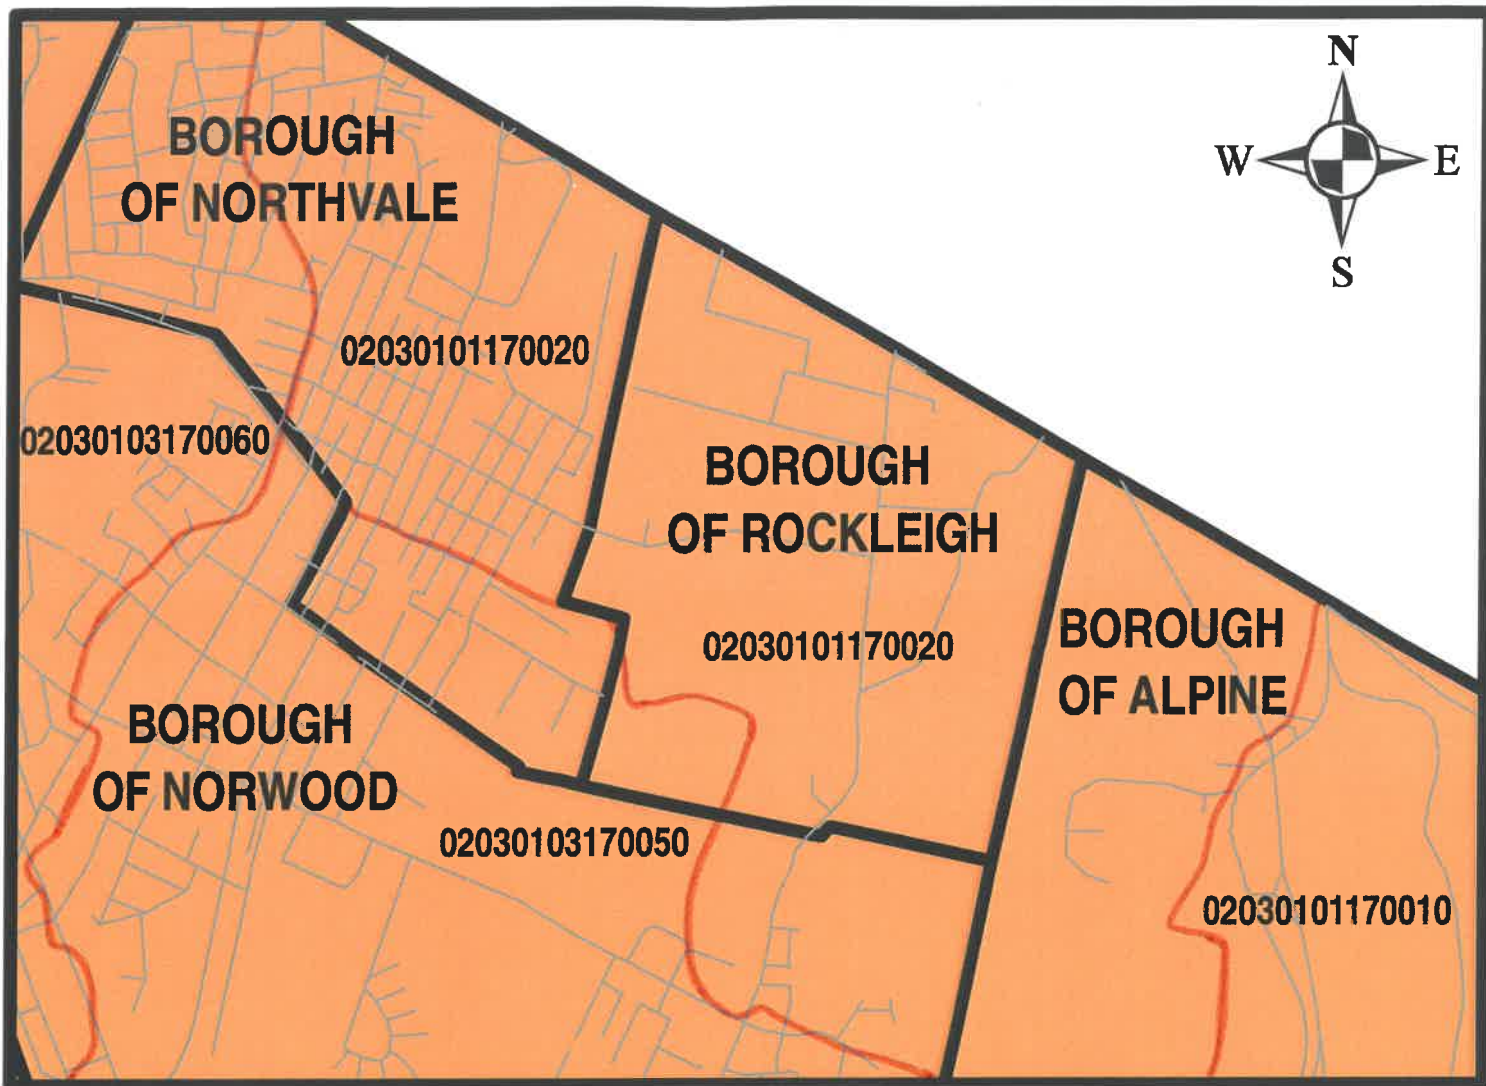 N
W E
S
BOROUGH
OF NORTHVALE
02030101170020
02030103170060
BOROUGH
OF ROCKLEIGH
02030101170020
BOROUGH
OF ALPINE
BOROUGH
OF NORWOOD
02030103170050
02030101170010